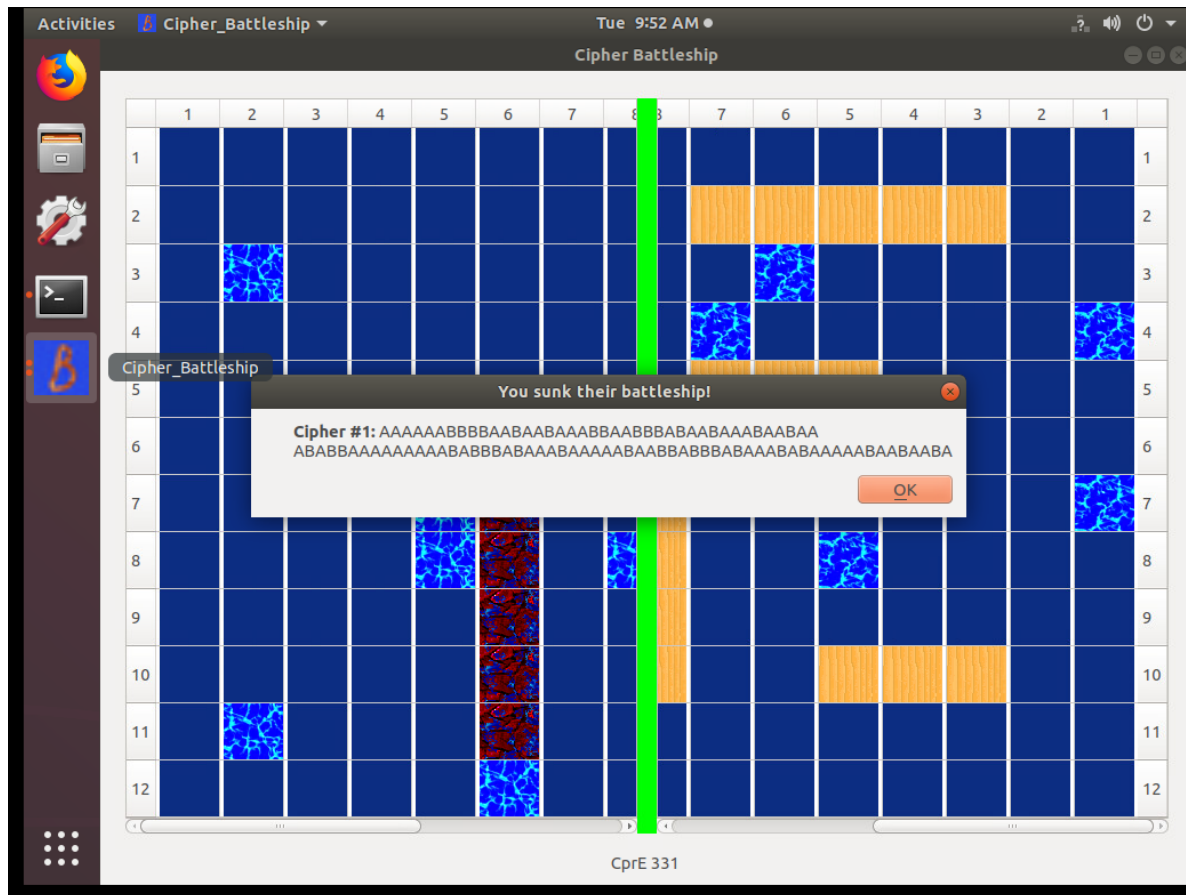 Activities Cipher_Battleship Tue 9:52 AM
Cipher Battleship
1 2 3 4 5 6 7 8 7 6 5 4 3 2 1
1 1
2 2
3 3
4 4
Cipher_Battleship
5 5
You sunk their battleship!
Cipher #1: AAAAAABBBBAABAABAAABBAABBBABAABAAABAABAA
ABABBAAAAAAAAAABABBBABAAABAAAAABAABBABBBABAAABABAAAAABAABAABA
6 6
OK
7 7
8 8
9 9
10 10
11 11
12 12
CprE 331